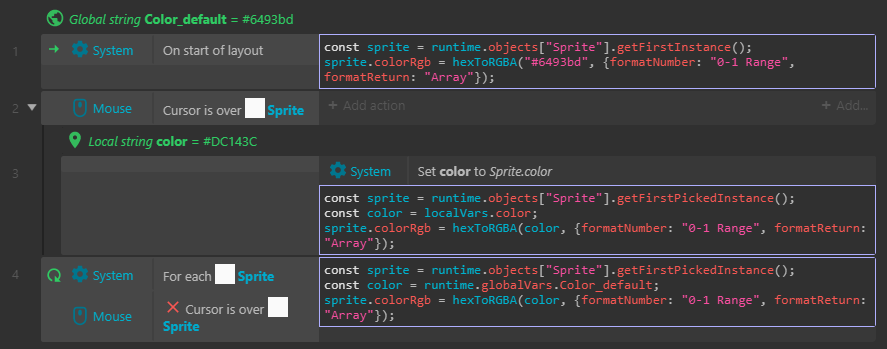 Global string Color_default = #6493bd
1
System
On start of layout
const sprite = runtime.objects["Sprite"].getFirstInstance();
sprite.colorRgb = hexToRGBA("#6493bd", {formatNumber: "0-1 Range",
formatReturn: "Array"});
2
Mouse
Cursor is over Sprite
+ Add action
+ Add...
Local string color = #DC143C
3
System
Set color to Sprite.color
const sprite = runtime.objects["Sprite"].getFirstPickedInstance();
const color = localVars.color;
sprite.colorRgb = hexToRGBA(color, {formatNumber: "0-1 Range", formatReturn:
"Array"});
4
System
For each Sprite
Mouse
Cursor is over
Sprite
const sprite = runtime.objects["Sprite"].getFirstPickedInstance();
const color = runtime.globalVars.Color_default;
sprite.colorRgb = hexToRGBA(color, {formatNumber: "0-1 Range", formatReturn:
"Array"});